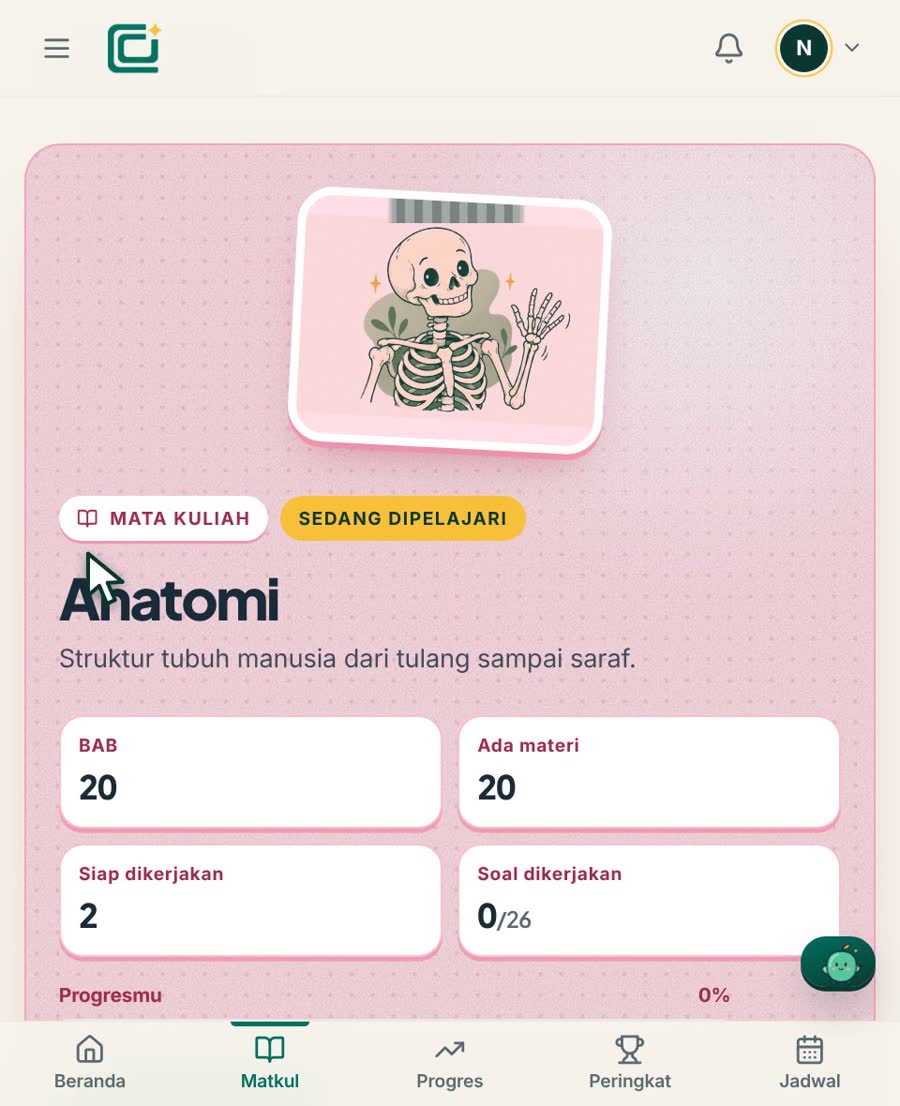 N
MATA KULIAH
SEDANG DIPELAJARI
Anatomi
Struktur tubuh manusia dari tulang sampai saraf.
BAB
20
Ada materi
20
Siap dikerjakan
2
Soal dikerjakan
0/26
Progresmu
0%
Beranda
Matkul
Progres
Peringkat
Jadwal